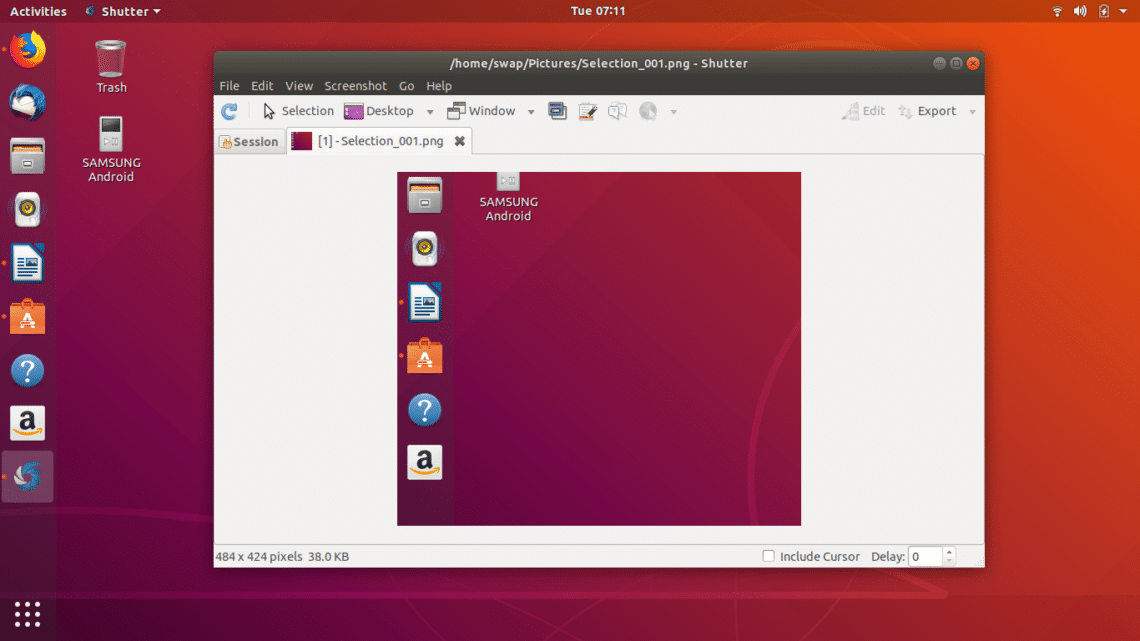 Activities Shutter Tue 07:11
Trash
SAMSUNG
Android
/home/swap/Pictures/Selection_001.png - Shutter
File Edit View Screenshot Go Help
Selection Desktop Window Edit Export
Session [1] - Selection_001.png
SAMSUNG
Android
484 x 424 pixels 38.0 KB Include Cursor Delay: 0